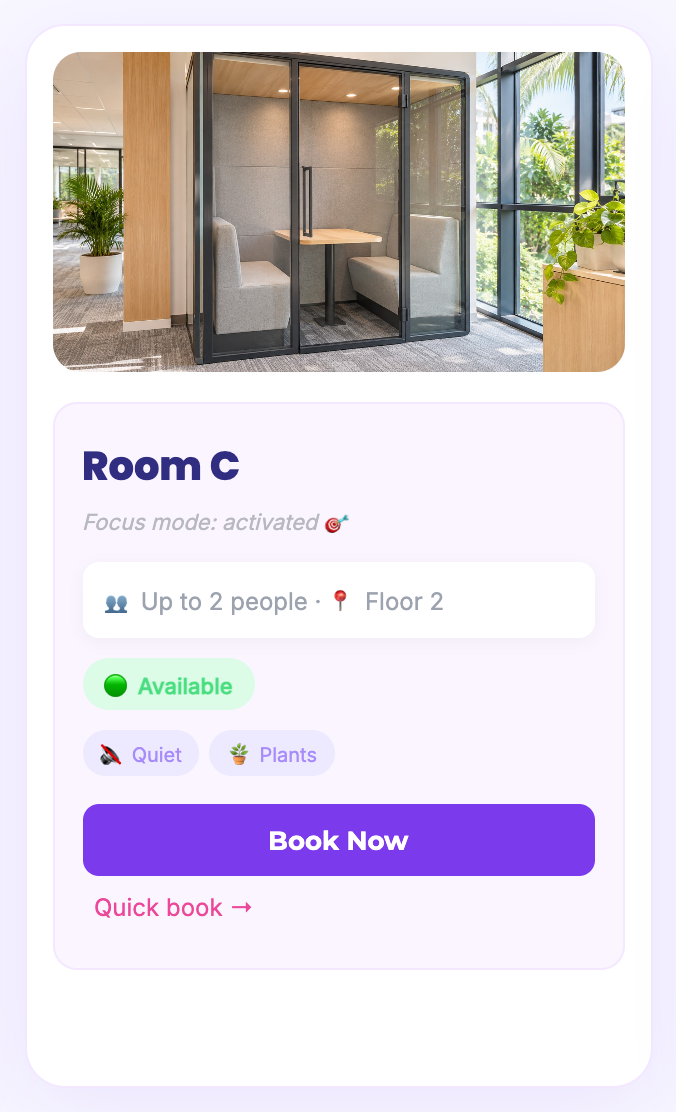 Room C
Focus mode: activated 🎯
👥 Up to 2 people · 📍 Floor 2
🟢 Available
🔇 Quiet
🪴 Plants
Book Now
Quick book →